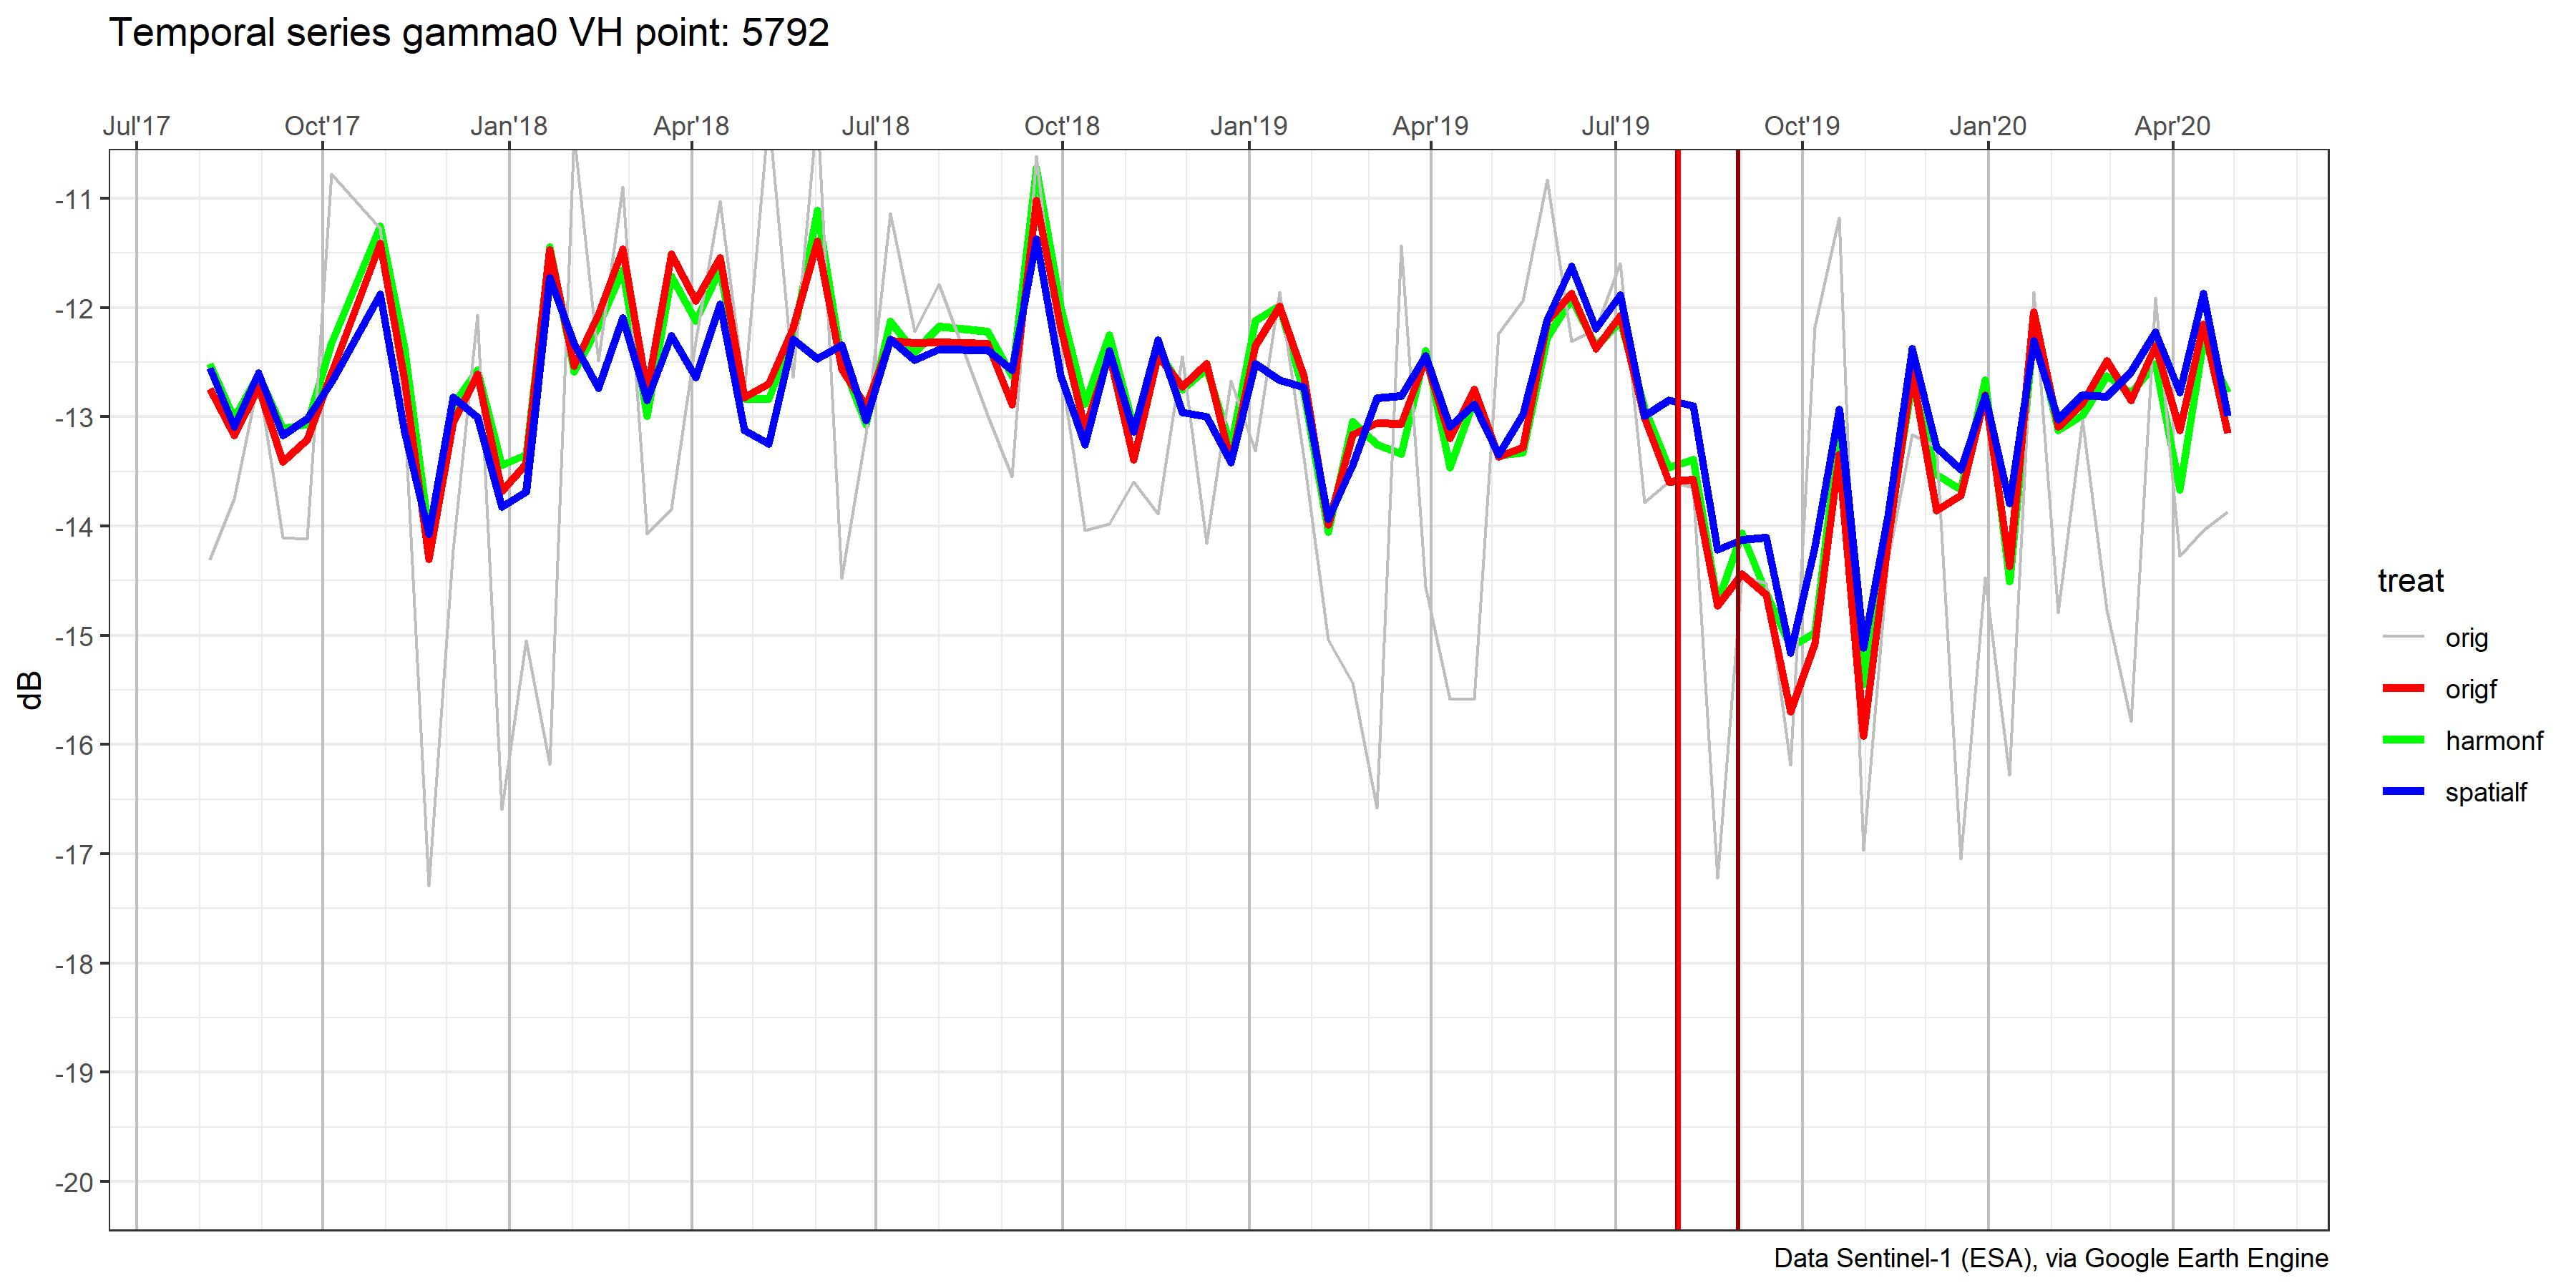 Temporal series gamma0 VH point: 5792
Jul'17 Oct'17 Jan'18 Apr'18 Jul'18 Oct'18 Jan'19 Apr'19 Jul'19 Oct'19 Jan'20 Apr'20
-11
-12
-13
-14
-15
-16
-17
-18
-19
-20
dB
treat
orig
origf
harmonf
spatialf
Data Sentinel-1 (ESA), via Google Earth Engine